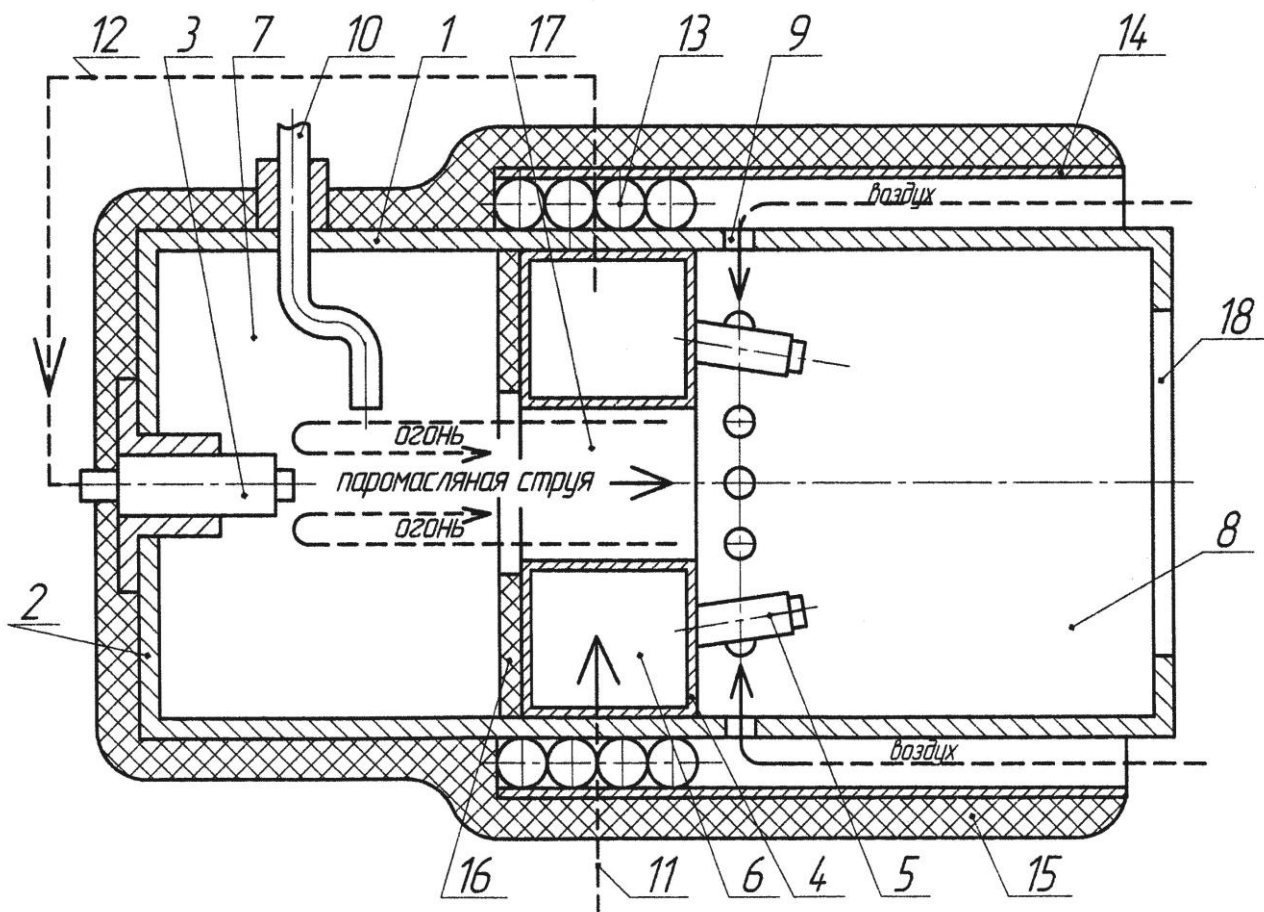 12 3 7 10 1 17 13 9 14
воздух
18
огонь
паромасляная струя
огонь
8
2
воздух
16 11 6 4 5 15